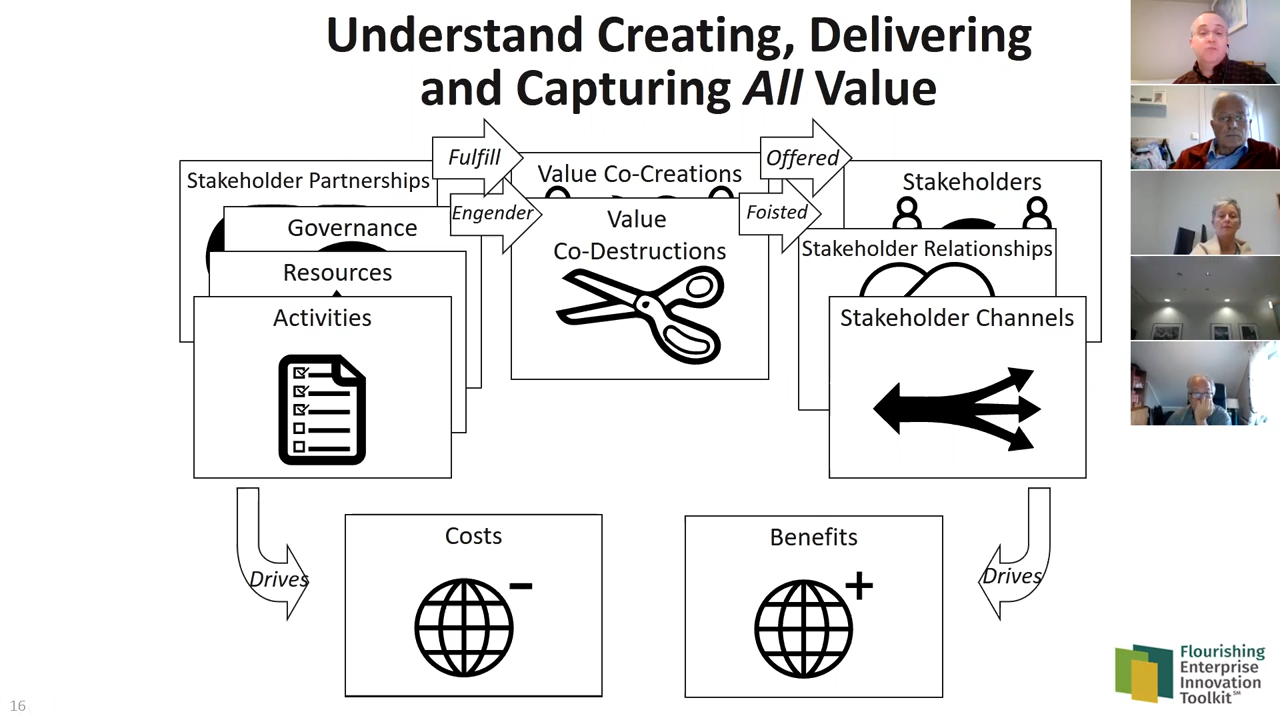 Understand Creating, Delivering
and Capturing All Value
Fulfill
Offered
Stakeholder Partnerships
Value Co-Creations
Stakeholders
Engender
Foisted
Governance
Value
Co-Destructions
Stakeholder Relationships
Resources
Activities
Stakeholder Channels
Costs
Benefits
Drives
Drives
Flourishing
Enterprise
Innovation
Toolkit℠
16